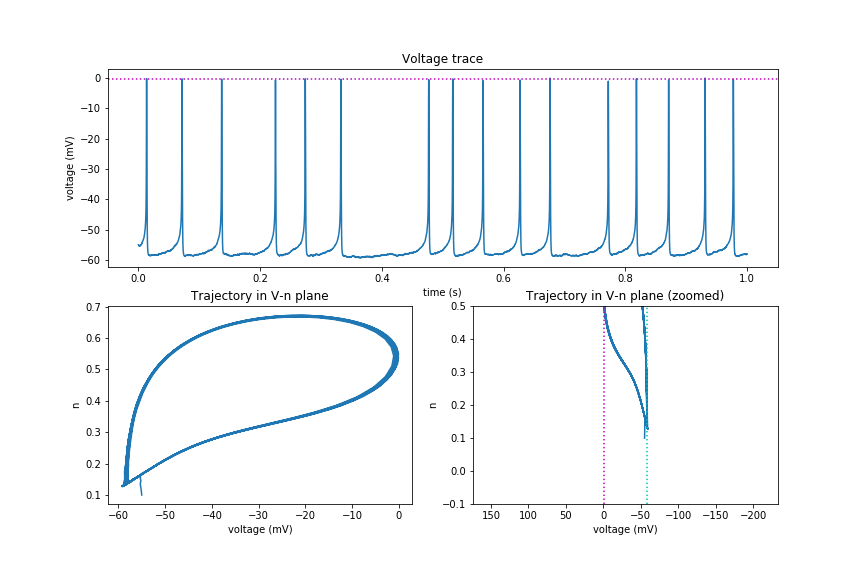 Voltage trace
voltage (mV)
0
−10
−20
−30
−40
−50
−60
0.0 0.2 0.4 0.6 0.8 1.0
time (s)
Trajectory in V-n plane
n
0.7
0.6
0.5
0.4
0.3
0.2
0.1
−60 −50 −40 −30 −20 −10 0
voltage (mV)
Trajectory in V-n plane (zoomed)
n
0.5
0.4
0.3
0.2
0.1
0.0
−0.1
150 100 50 0 −50 −100 −150 −200
voltage (mV)